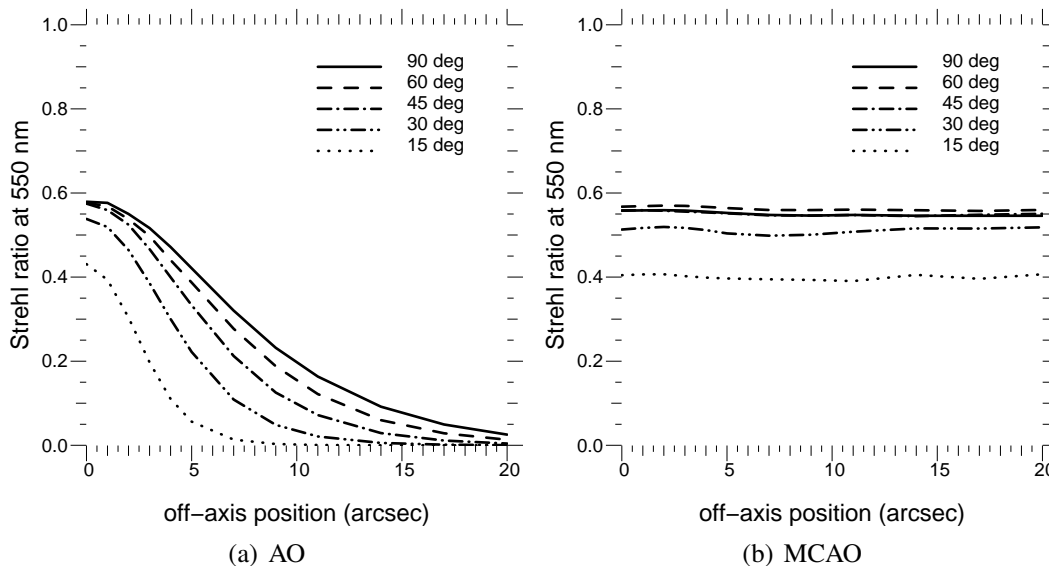 1.0
0.8
0.6
0.4
0.2
0.0
Strehl ratio at 550 nm
90 deg
60 deg
45 deg
30 deg
15 deg
0 5 10 15 20
off−axis position (arcsec)
(a) AO
1.0
0.8
0.6
0.4
0.2
0.0
Strehl ratio at 550 nm
90 deg
60 deg
45 deg
30 deg
15 deg
0 5 10 15 20
off−axis position (arcsec)
(b) MCAO